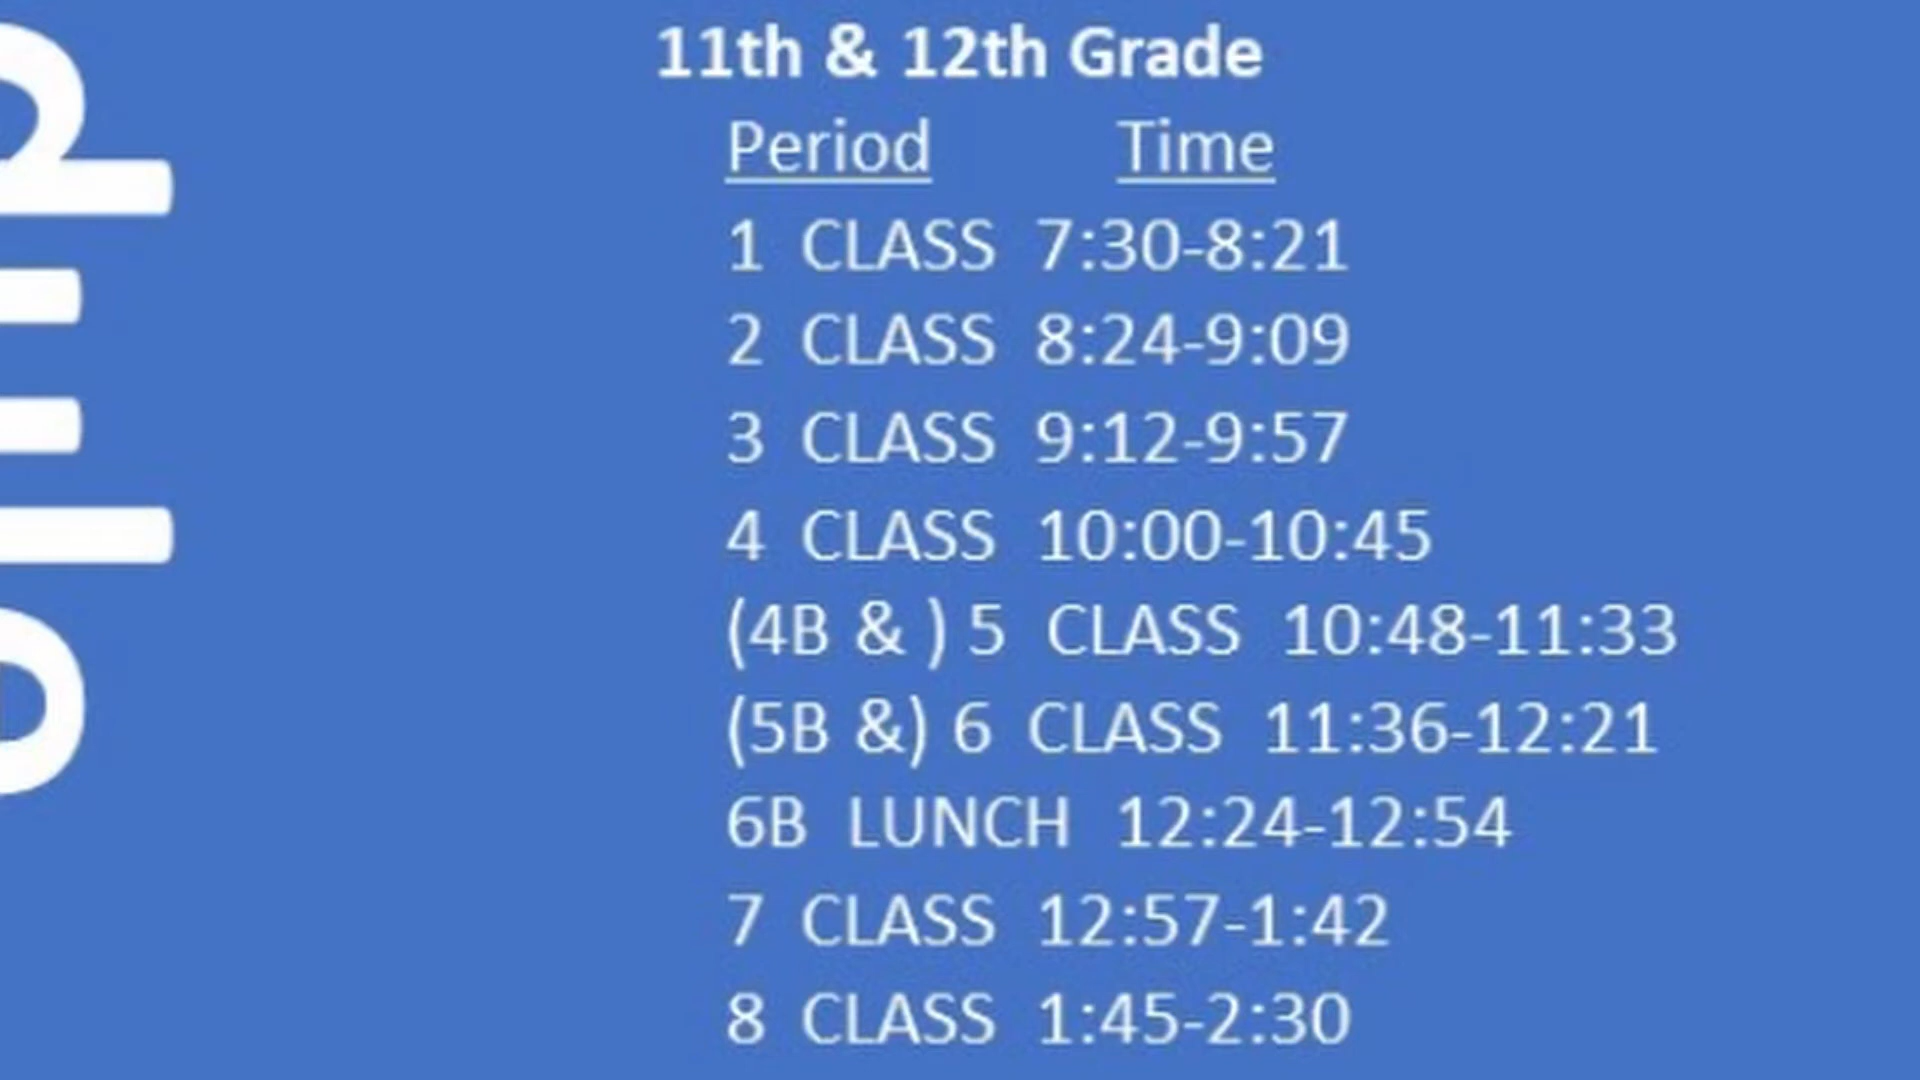 11th & 12th Grade
Period Time
1 CLASS 7:30-8:21
2 CLASS 8:24-9:09
3 CLASS 9:12-9:57
4 CLASS 10:00-10:45
(4B & ) 5 CLASS 10:48-11:33
(5B &) 6 CLASS 11:36-12:21
6B LUNCH 12:24-12:54
7 CLASS 12:57-1:42
8 CLASS 1:45-2:30